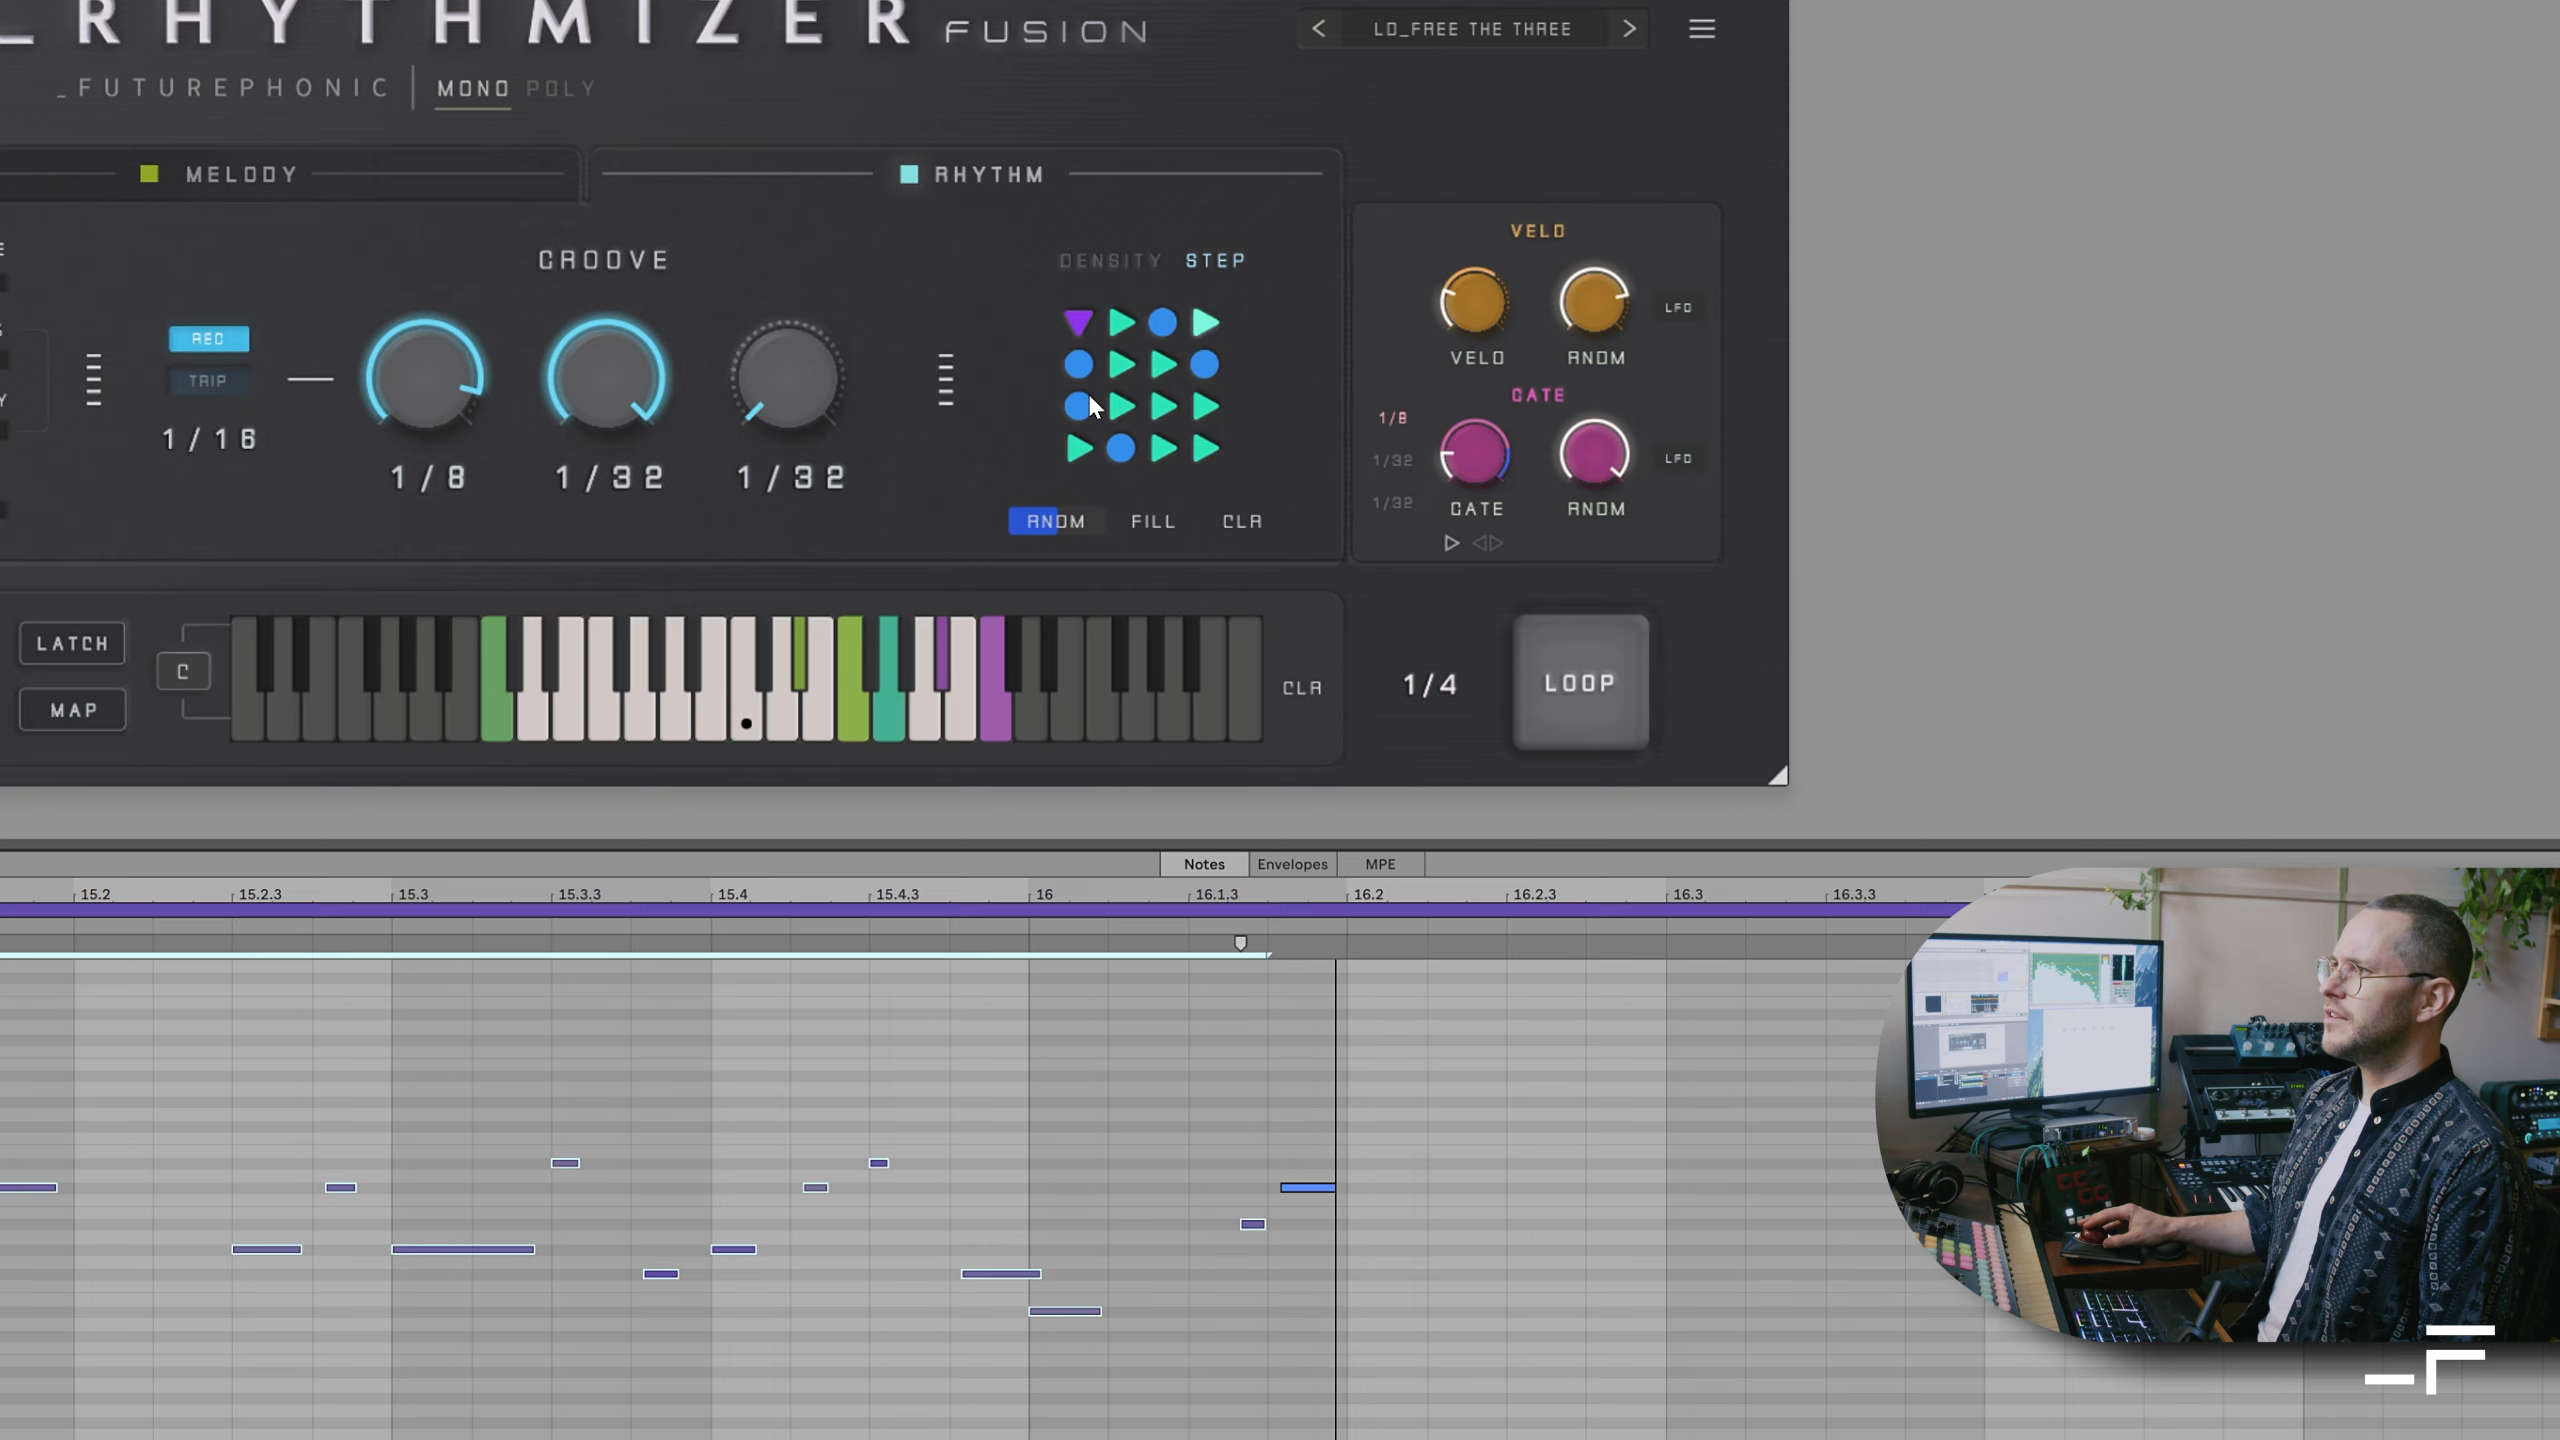 _RHYTHMIZER FUSION
< LO_FREE THE THREE >
_FUTUREPHONIC | MONO POLY
MELODY
RHYTHM
VELO
GROOVE
DENSITY STEP
REC
TRIP
1/16
1/8
1/32
1/32
RNDM FILL CLR
VELO RNDM LFO
GATE
1/8
1/32
1/32
GATE RNDM LFO
LATCH
MAP
C
CLR
1/4
LOOP
Notes Envelopes MPE
15.2 15.2.3 15.3 15.3.3 15.4 15.4.3 16 16.1.3 16.2 16.2.3 16.3 16.3.3